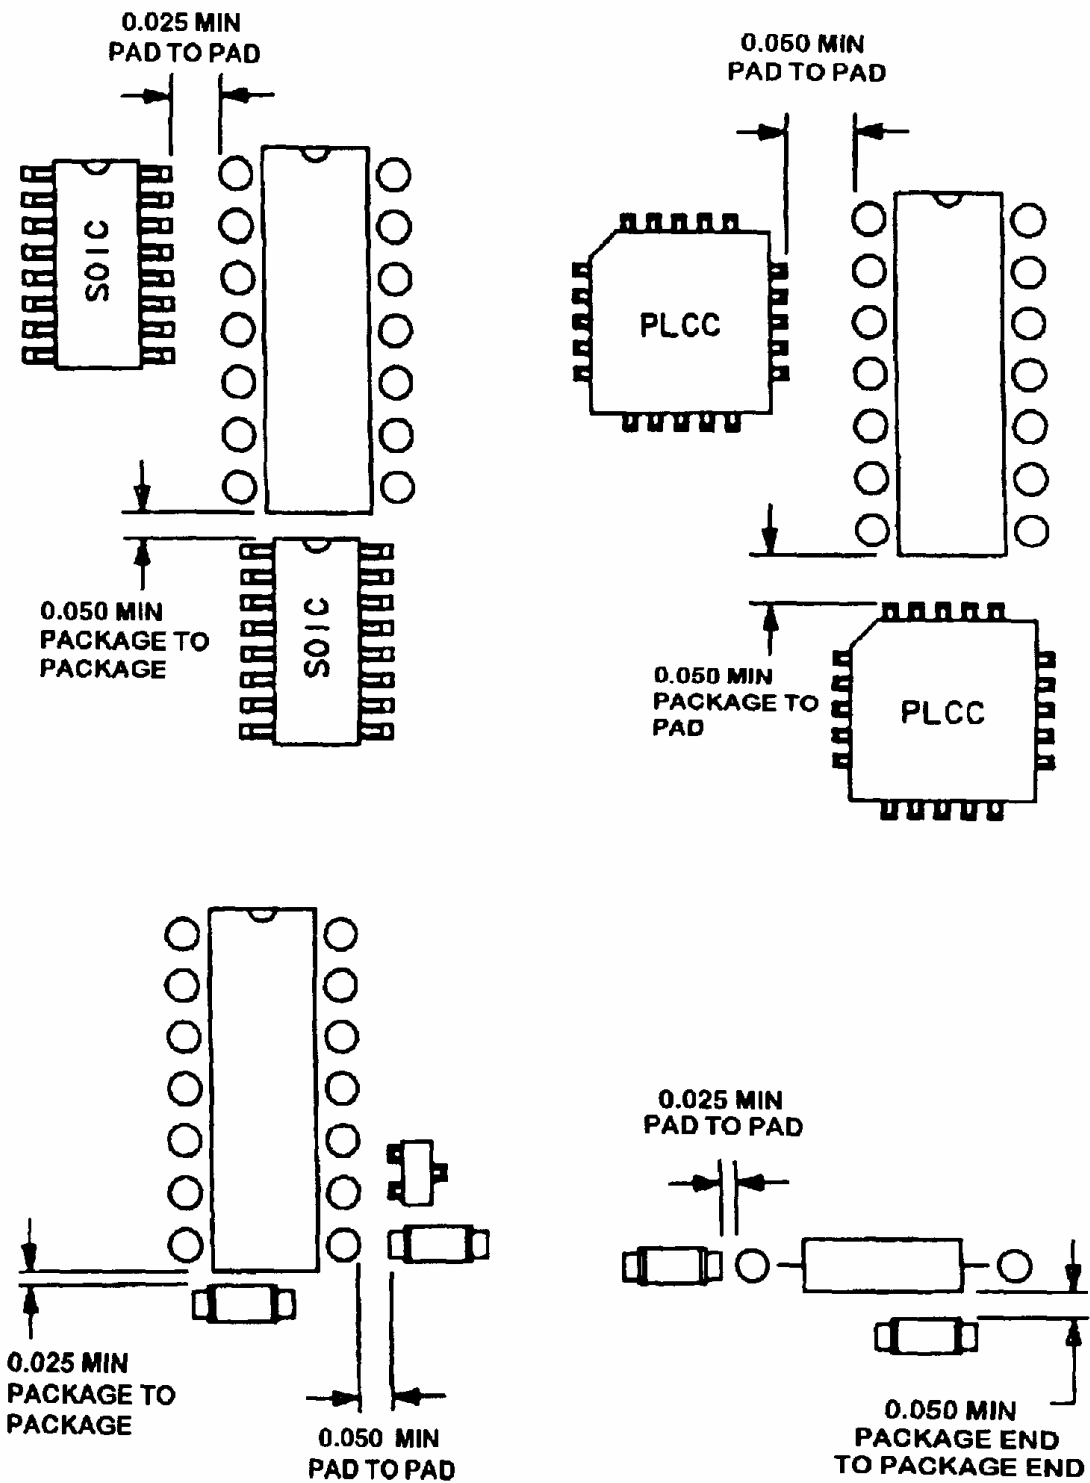 0.025 MIN
PAD TO PAD
SOIC
0.050 MIN
PACKAGE TO
PACKAGE
SOIC
0.050 MIN
PAD TO PAD
PLCC
0.050 MIN
PACKAGE TO
PAD
PLCC
0.025 MIN
PACKAGE TO
PACKAGE
0.050 MIN
PAD TO PAD
0.025 MIN
PAD TO PAD
0.050 MIN
PACKAGE END
TO PACKAGE END